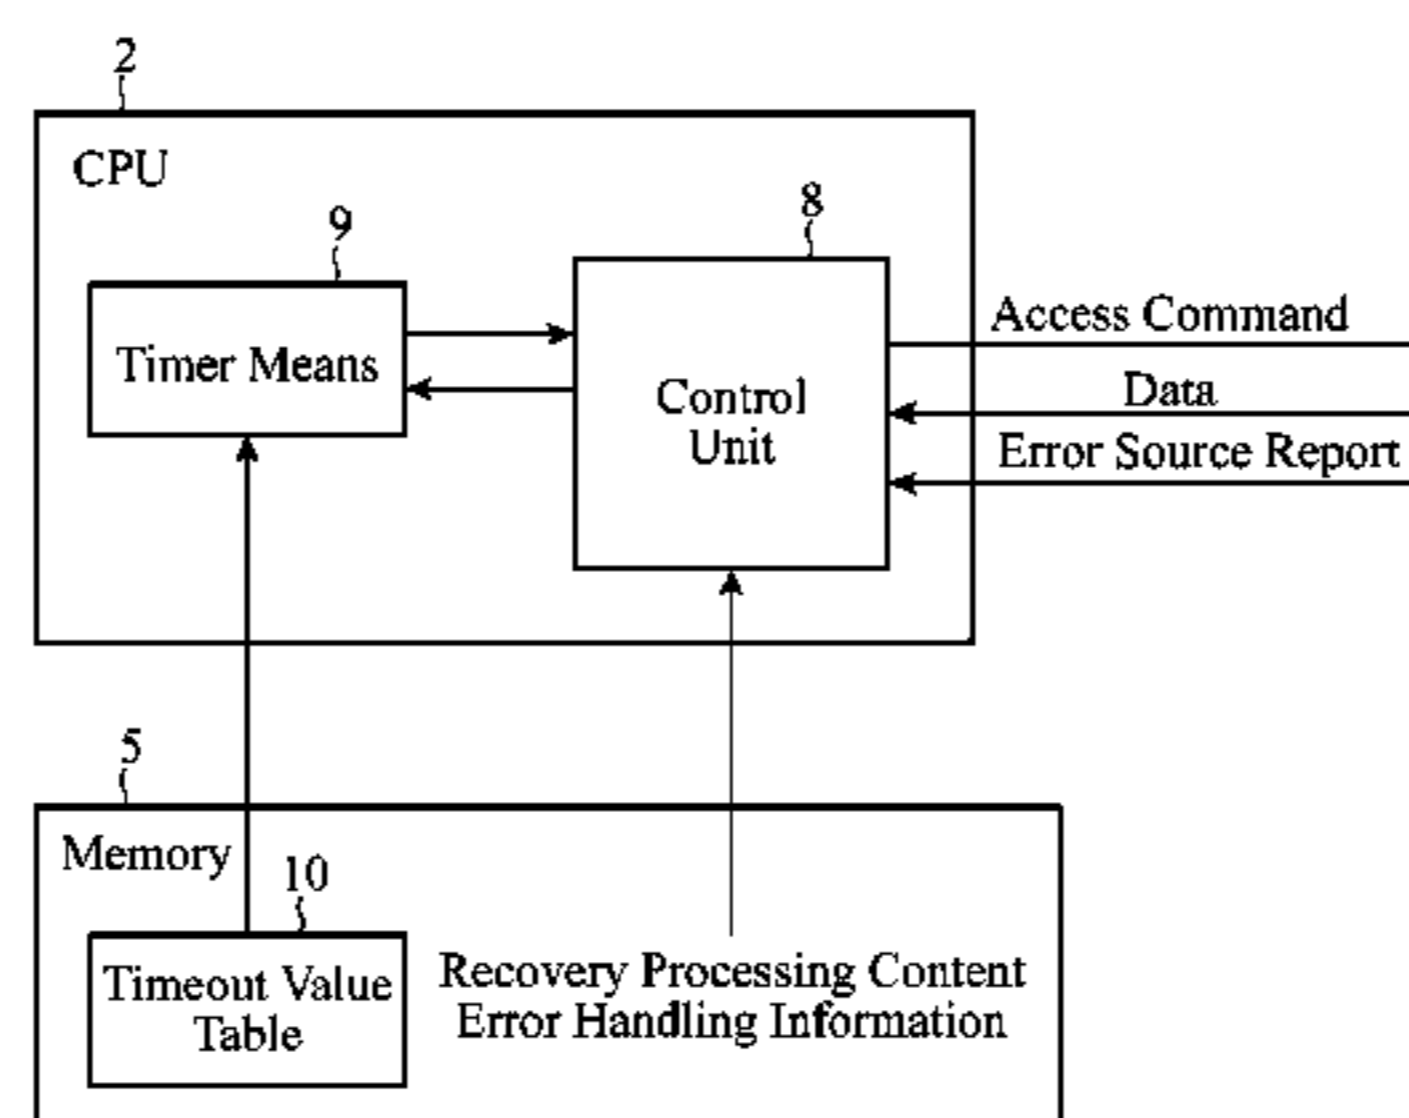 2
CPU
9
8
Timer Means
Control
Unit
Access Command
Data
Error Source Report
5
Memory
10
Timeout Value
Table
Recovery Processing Content
Error Handling Information